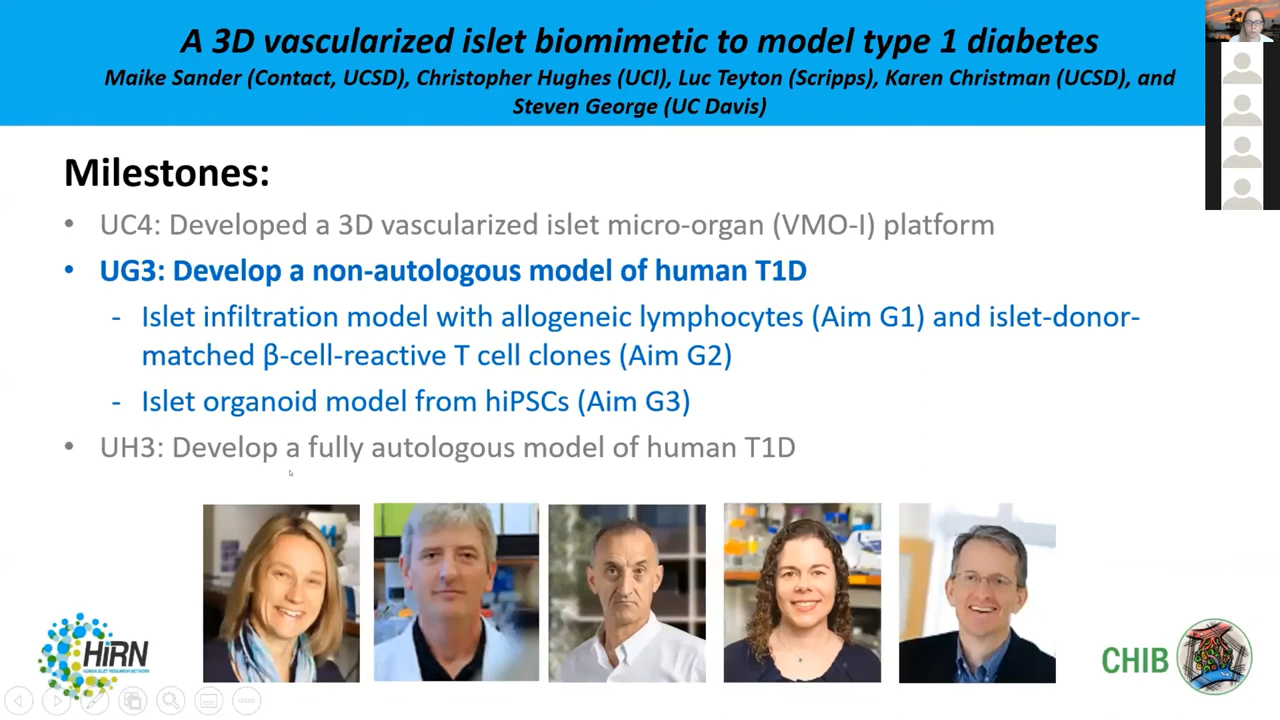 A 3D vascularized islet biomimetic to model type 1 diabetes
Maike Sander (Contact, UCSD), Christopher Hughes (UCI), Luc Teyton (Scripps), Karen Christman (UCSD), and
Steven George (UC Davis)
Milestones:
• UC4: Developed a 3D vascularized islet micro-organ (VMO-I) platform
• UG3: Develop a non-autologous model of human T1D
- Islet infiltration model with allogeneic lymphocytes (Aim G1) and islet-donor-
matched β-cell-reactive T cell clones (Aim G2)
- Islet organoid model from hiPSCs (Aim G3)
• UH3: Develop a fully autologous model of human T1D
HiRN
HUMAN ISLET RESEARCH NETWORK
CHIB